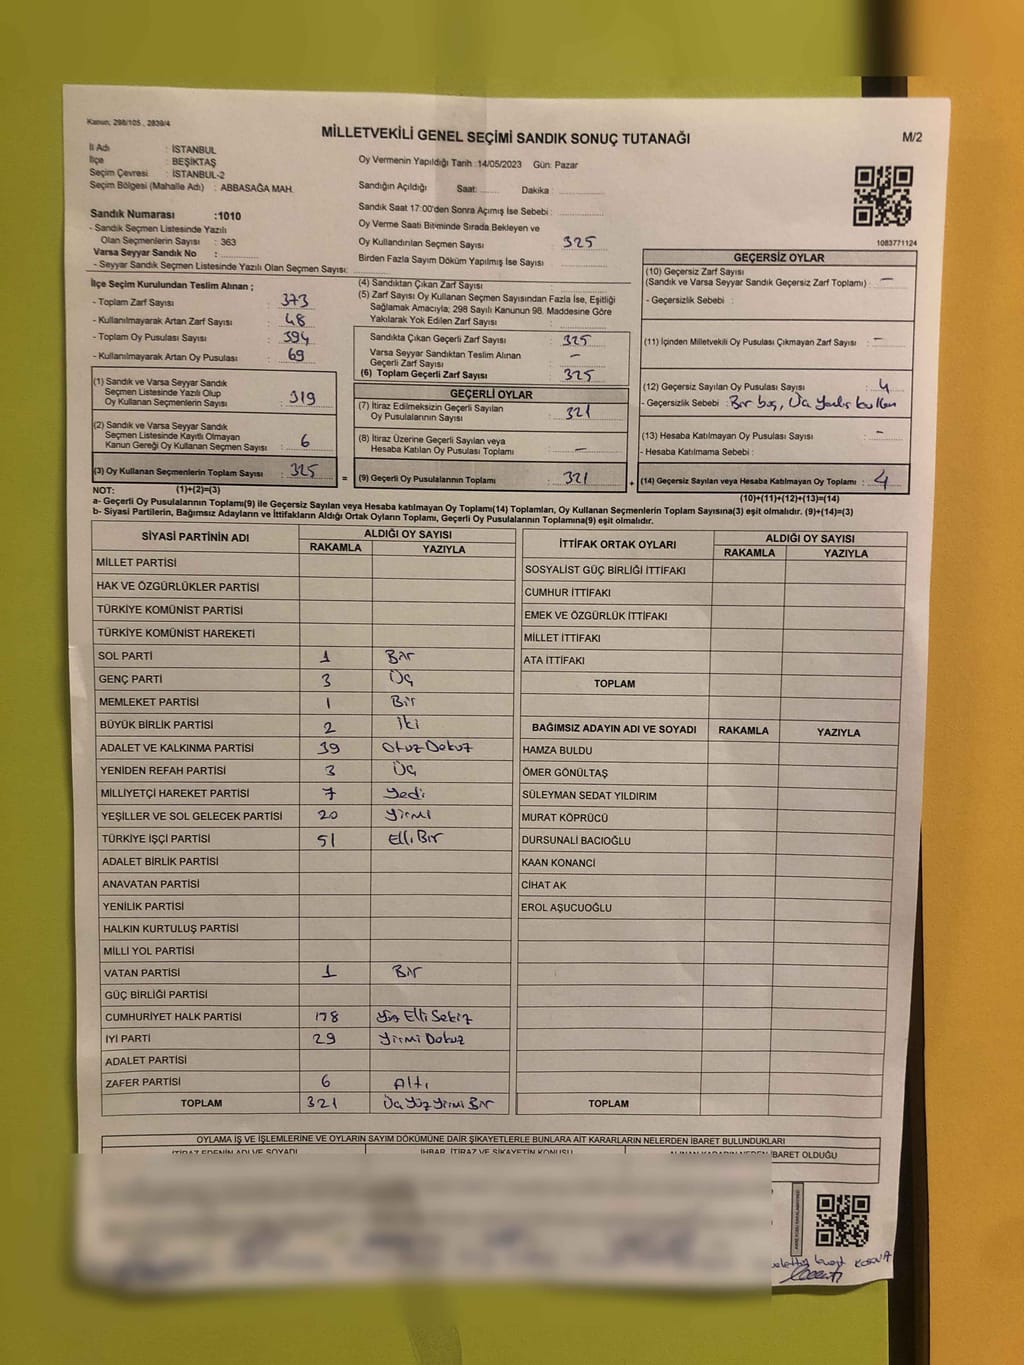 Kanun; 298/105 , 2839/4
MİLLETVEKİLİ GENEL SEÇİMİ SANDIK SONUÇ TUTANAĞI
M/2
İl Adı : İSTANBUL
İlçe : BEŞİKTAŞ
Seçim Çevresi : İSTANBUL-2
Seçim Bölgesi (Mahalle Adı) : ABBASAĞA MAH.
Sandık Numarası :1010
- Sandık Seçmen Listesinde Yazılı
Olan Seçmenlerin Sayısı : 363
Varsa Seyyar Sandık No :
- Seyyar Sandık Seçmen Listesinde Yazılı Olan Seçmen Sayısı:
Oy Vermenin Yapıldığı Tarih :14/05/2023 Gün: Pazar
Sandığın Açıldığı Saat: Dakika :
Sandık Saat 17:00'den Sonra Açımış İse Sebebi :
Oy Verme Saati Bitiminde Sırada Bekleyen ve
Oy Kullandırılan Seçmen Sayısı : 325
Birden Fazla Sayım Döküm Yapılmış İse Sayısı :
1083771124
İlçe Seçim Kurulundan Teslim Alınan ;
- Toplam Zarf Sayısı : 373
- Kullanılmayarak Artan Zarf Sayısı : 48
- Toplam Oy Pusulası Sayısı : 394
- Kullanılmayarak Artan Oy Pusulası : 69
(1) Sandık ve Varsa Seyyar Sandık
Seçmen Listesinde Yazılı Olup
Oy Kullanan Seçmenlerin Sayısı : 319
(2) Sandık ve Varsa Seyyar Sandık
Seçmen Listesinde Kayıtlı Olmayan
Kanun Gereği Oy Kullanan Seçmen Sayısı : 6
(3) Oy Kullanan Seçmenlerin Toplam Sayısı : 325
(1)+(2)=(3)
(4) Sandıktan Çıkan Zarf Sayısı :
(5) Zarf Sayısı Oy Kullanan Seçmen Sayısından Fazla İse, Eşitliği
Sağlamak Amacıyla; 298 Sayılı Kanunun 98. Maddesine Göre
Yakılarak Yok Edilen Zarf Sayısı :
Sandıkta Çıkan Geçerli Zarf Sayısı : 325
Varsa Seyyar Sandıktan Teslim Alınan
Geçerli Zarf Sayısı : -
(6) Toplam Geçerli Zarf Sayısı : 325
GEÇERLİ OYLAR
(7) İtiraz Edilmeksizin Geçerli Sayılan
Oy Pusulalarının Sayısı : 321
(8) İtiraz Üzerine Geçerli Sayılan veya
Hesaba Katılan Oy Pusulası Toplamı : -
= (9) Geçerli Oy Pusulalarının Toplamı : 321 +
GEÇERSİZ OYLAR
(10) Geçersiz Zarf Sayısı
(Sandık ve Varsa Seyyar Sandık Geçersiz Zarf Toplamı) : -
- Geçersizlik Sebebi :
(11) İçinden Milletvekili Oy Pusulası Çıkmayan Zarf Sayısı : -
(12) Geçersiz Sayılan Oy Pusulası Sayısı : 4
- Geçersizlik Sebebi : Bir boş, Üç
(13) Hesaba Katılmayan Oy Pusulası Sayısı : -
- Hesaba Katılmama Sebebi :
(14) Geçersiz Sayılan veya Hesaba Katılmayan Oy Toplamı : 4
(10)+(11)+(12)+(13)=(14)
NOT:
a- Geçerli Oy Pusulalarının Toplamı(9) ile Geçersiz Sayılan veya Hesaba katılmayan Oy Toplamı(14) Toplamları, Oy Kullanan Seçmenlerin Toplam Sayısına(3) eşit olmalıdır. (9)+(14)=(3)
b- Siyasi Partilerin, Bağımsız Adayların ve İttifakların Aldığı Ortak Oyların Toplamı, Geçerli Oy Pusulalarının Toplamına(9) eşit olmalıdır.
SİYASİ PARTİNİN ADI ALDIĞI OY SAYISI
RAKAMLA YAZIYLA
MİLLET PARTİSİ
HAK VE ÖZGÜRLÜKLER PARTİSİ
TÜRKİYE KOMÜNİST PARTİSİ
TÜRKİYE KOMÜNİST HAREKETİ
SOL PARTİ 1 Bir
GENÇ PARTİ 3 Üç
MEMLEKET PARTİSİ 1 Bir
BÜYÜK BİRLİK PARTİSİ 2 İki
ADALET VE KALKINMA PARTİSİ 39 Otuz Dokuz
YENİDEN REFAH PARTİSİ 3 Üç
MİLLİYETÇİ HAREKET PARTİSİ 7 Yedi
YEŞİLLER VE SOL GELECEK PARTİSİ 20 Yirmi
TÜRKİYE İŞÇİ PARTİSİ 51 Elli Bir
ADALET BİRLİK PARTİSİ
ANAVATAN PARTİSİ
YENİLİK PARTİSİ
HALKIN KURTULUŞ PARTİSİ
MİLLİ YOL PARTİSİ
VATAN PARTİSİ 1 Bir
GÜÇ BİRLİĞİ PARTİSİ
CUMHURİYET HALK PARTİSİ 178 Yüz Elli Sekiz
İYİ PARTİ 29 Yirmi Dokuz
ADALET PARTİSİ
ZAFER PARTİSİ 6 Altı
TOPLAM 321 Üç Yüz Yirmi Bir
İTTİFAK ORTAK OYLARI ALDIĞI OY SAYISI
RAKAMLA YAZIYLA
SOSYALİST GÜÇ BİRLİĞİ İTTİFAKI
CUMHUR İTTİFAKI
EMEK VE ÖZGÜRLÜK İTTİFAKI
MİLLET İTTİFAKI
ATA İTTİFAKI
TOPLAM
BAĞIMSIZ ADAYIN ADI VE SOYADI RAKAMLA YAZIYLA
HAMZA BULDU
ÖMER GÖNÜLTAŞ
SÜLEYMAN SEDAT YILDIRIM
MURAT KÖPRÜCÜ
DURSUNALİ BACIOĞLU
KAAN KONANCİ
CİHAT AK
EROL AŞUCUOĞLU
TOPLAM
OYLAMA İŞ VE İŞLEMLERİNE VE OYLARIN SAYIM DÖKÜMÜNE DAİR ŞİKAYETLERLE BUNLARA AİT KARARLARIN NELERDEN İBARET BULUNDUKLARI
İTİRAZ EDENİN ADI VE SOYADI İHBAR, İTİRAZ VE ŞİKAYETİN KONUSU İBARET OLDUĞU